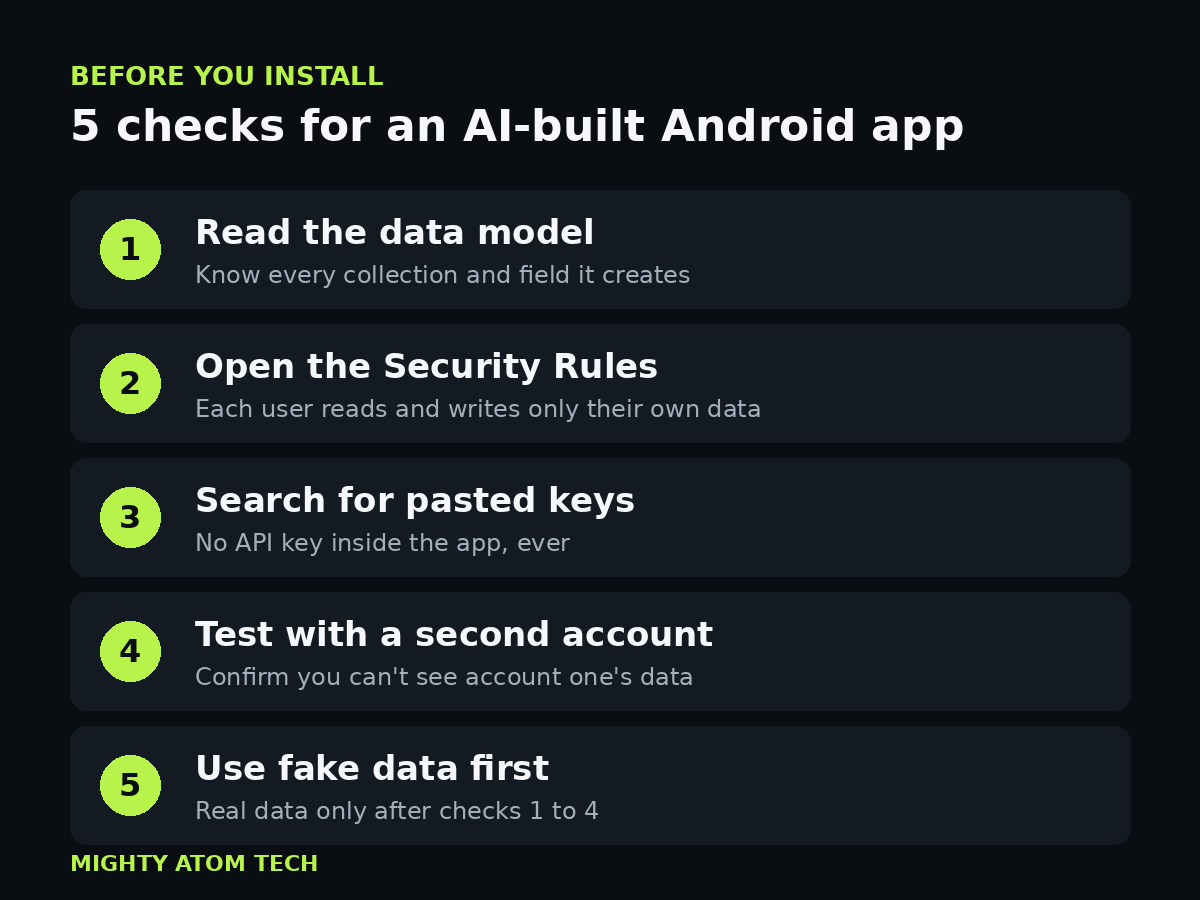 BEFORE YOU INSTALL
5 checks for an AI-built Android app
1
Read the data model
Know every collection and field it creates
2
Open the Security Rules
Each user reads and writes only their own data
3
Search for pasted keys
No API key inside the app, ever
4
Test with a second account
Confirm you can't see account one's data
5
Use fake data first
Real data only after checks 1 to 4
MIGHTY ATOM TECH